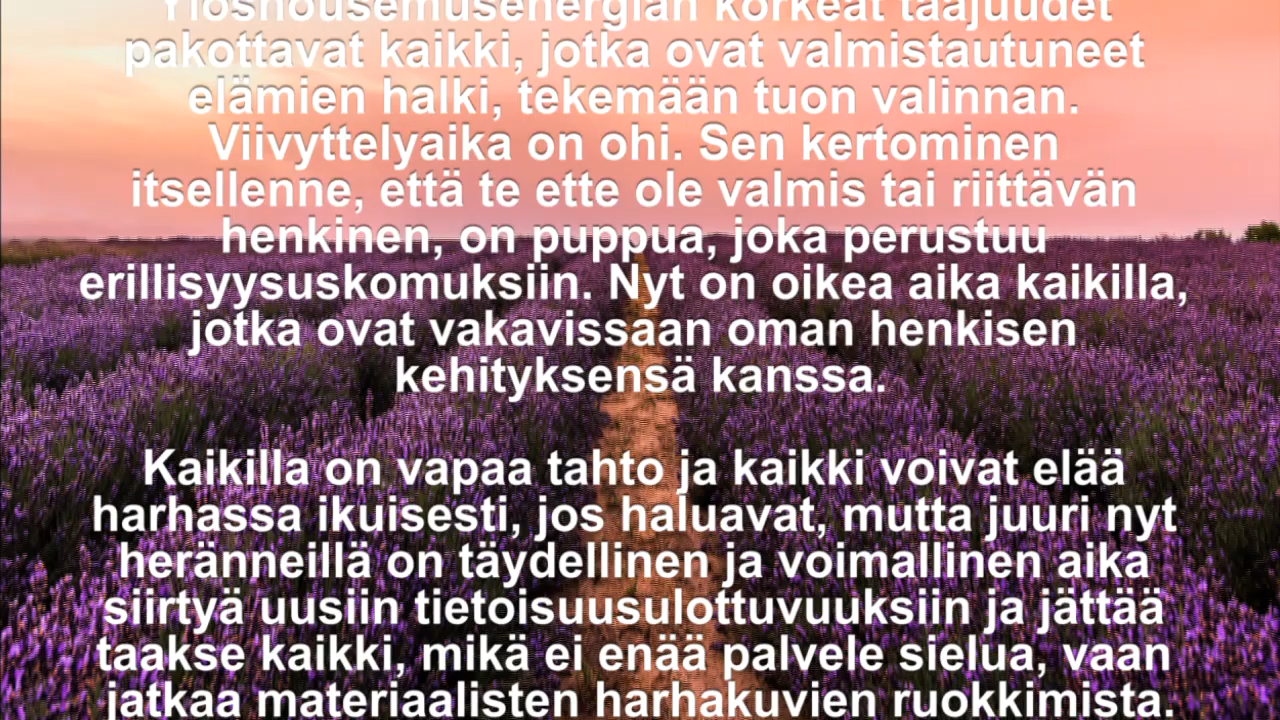 Ylösnousemusenergian korkeat taajuudet
pakottavat kaikki, jotka ovat valmistautuneet
elämien halki, tekemään tuon valinnan.
Viivyttelyaika on ohi. Sen kertominen
itsellenne, että te ette ole valmis tai riittävän
henkinen, on puppua, joka perustuu
erillisyysuskomuksiin. Nyt on oikea aika kaikilla,
jotka ovat vakavissaan oman henkisen
kehityksensä kanssa.
Kaikilla on vapaa tahto ja kaikki voivat elää
harhassa ikuisesti, jos haluavat, mutta juuri nyt
heränneillä on täydellinen ja voimallinen aika
siirtyä uusiin tietoisuusulottuvuuksiin ja jättää
taakse kaikki, mikä ei enää palvele sielua, vaan
jatkaa materiaalisten harhakuvien ruokkimista.